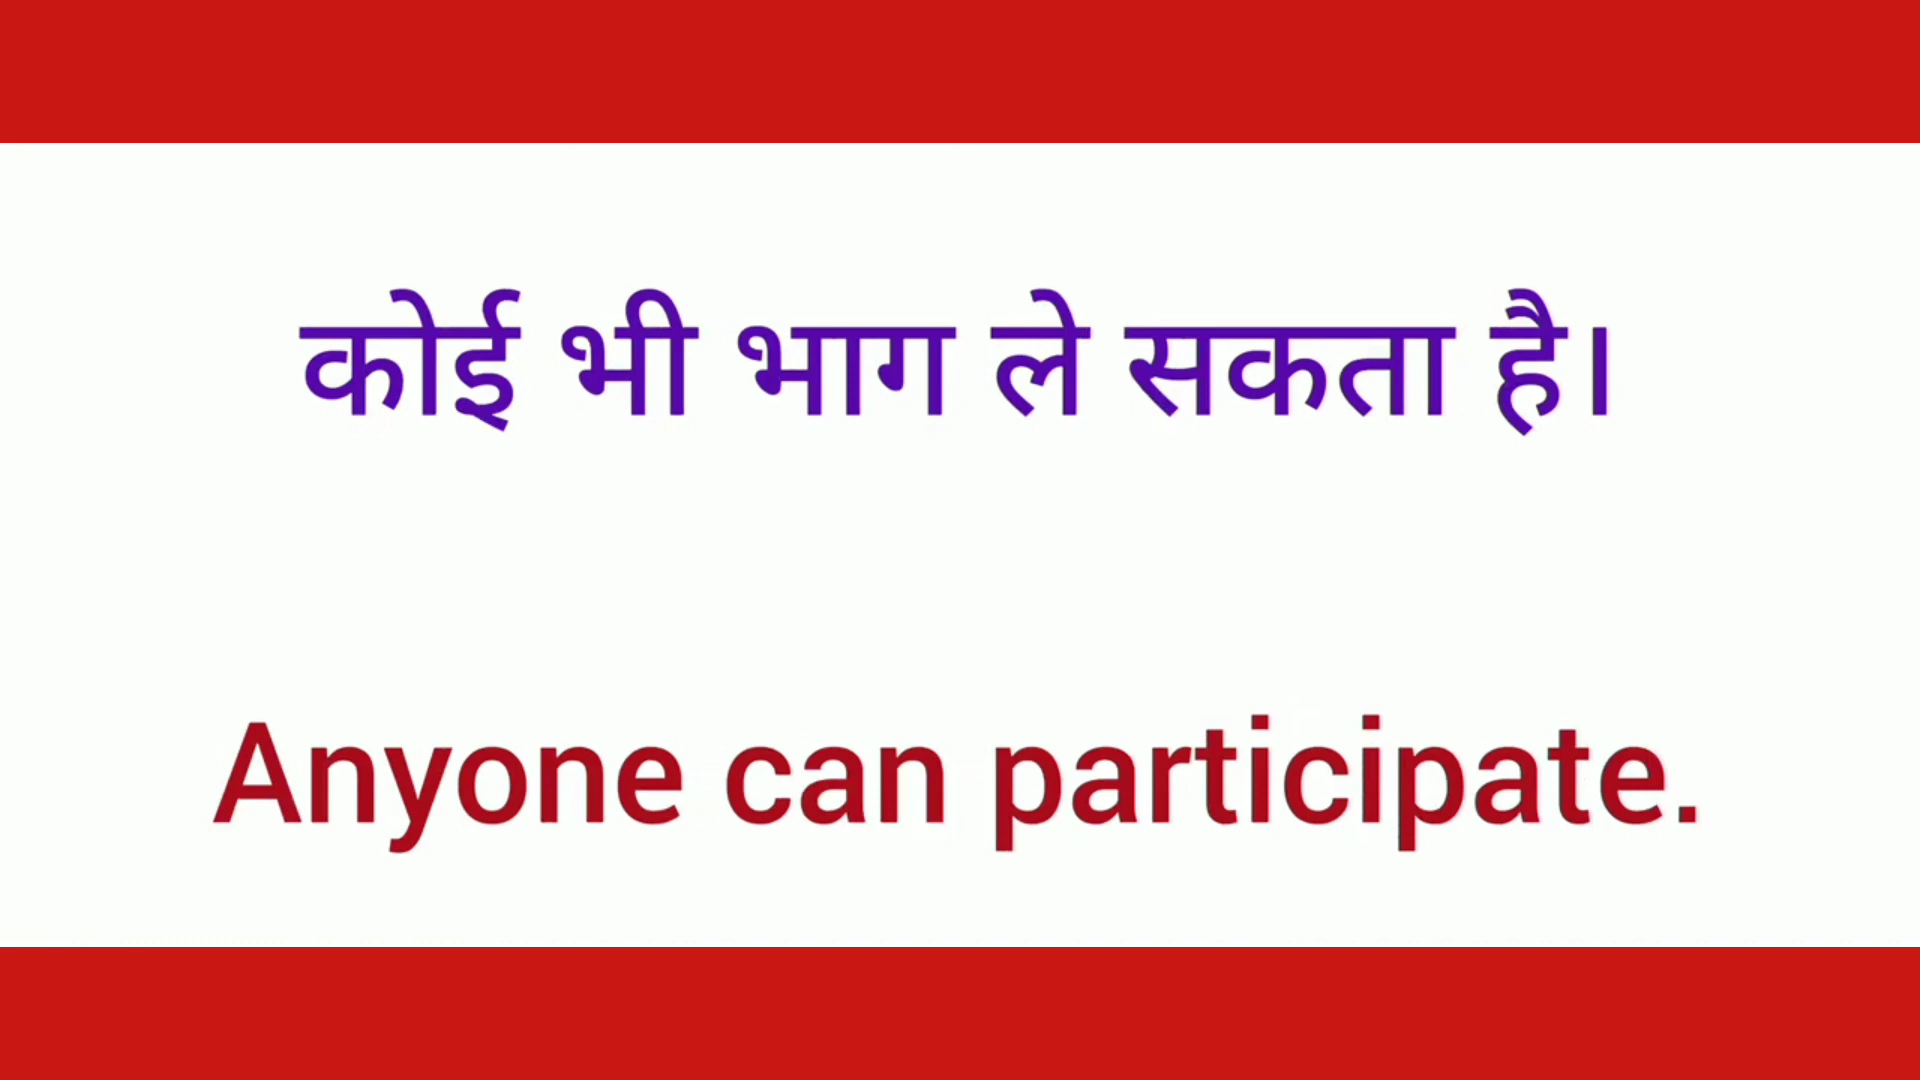 कोई भी भाग ले सकता है।
Anyone can participate.